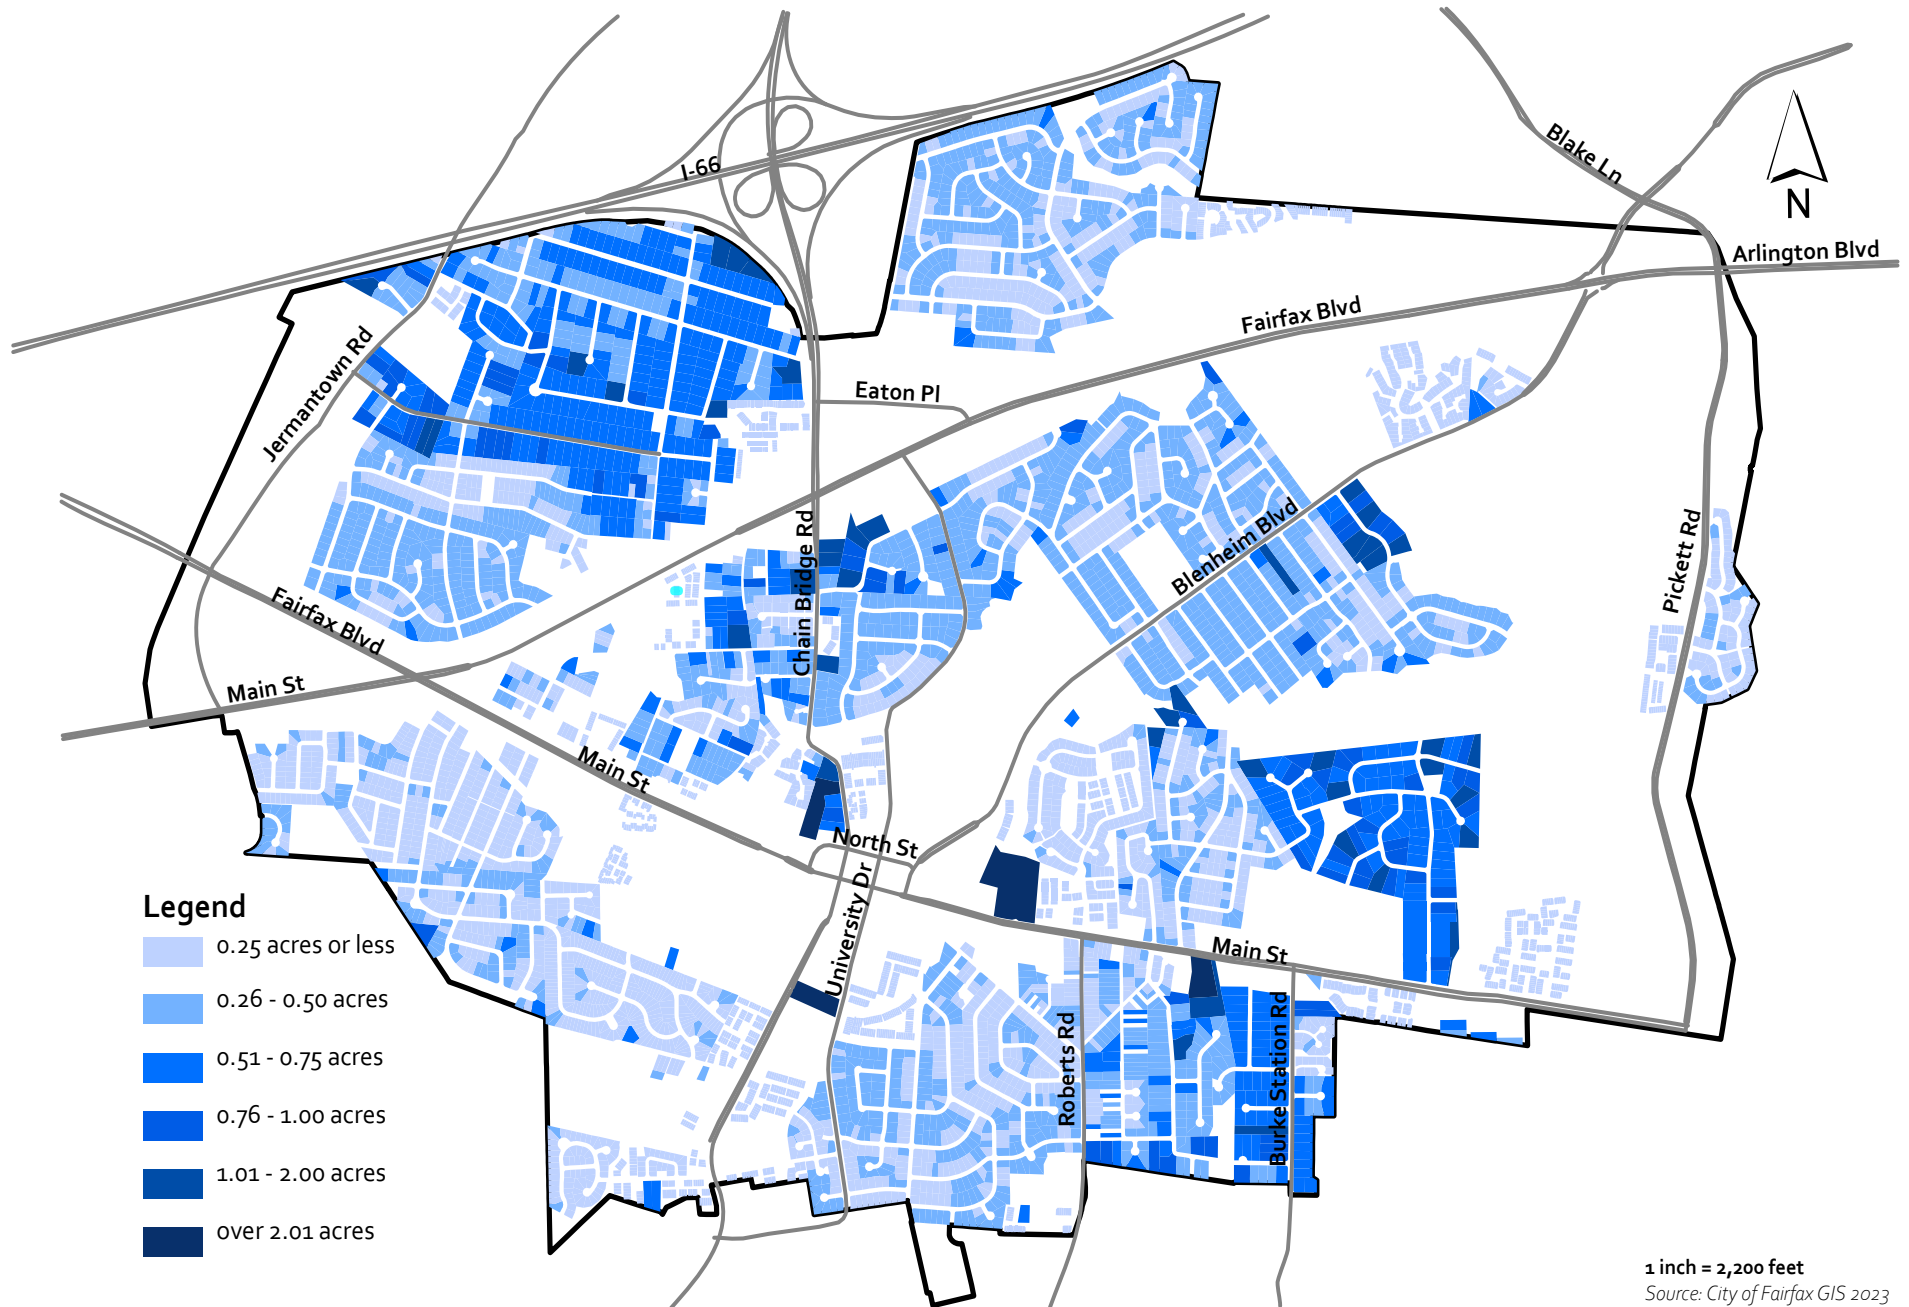 I-66
Blake Ln
N
Arlington Blvd
Fairfax Blvd
Jermantown Rd
Eaton Pl
Chain Bridge Rd
Blenheim Blvd
Pickett Rd
Fairfax Blvd
Main St
Main St
North St
University Dr
Main St
Roberts Rd
Burke Station Rd
Legend
0.25 acres or less
0.26 - 0.50 acres
0.51 - 0.75 acres
0.76 - 1.00 acres
1.01 - 2.00 acres
over 2.01 acres
1 inch = 2,200 feet
Source: City of Fairfax GIS 2023